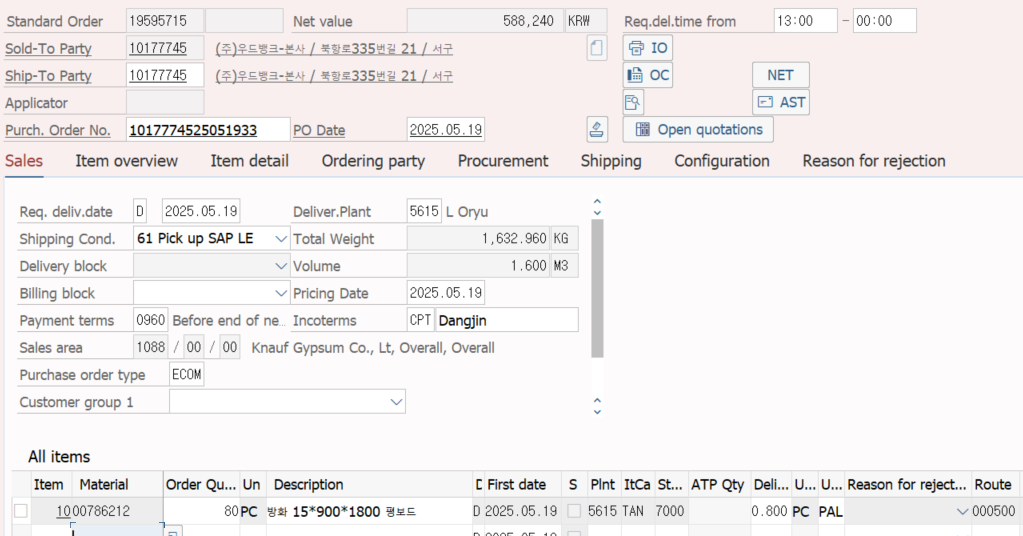 Standard Order 19595715 Net value 588,240 KRW Req.del.time from 13:00 - 00:00
Sold-To Party 10177745 (주)우드뱅크-본사 / 북항로335번길 21 / 서구 IO
Ship-To Party 10177745 (주)우드뱅크-본사 / 북항로335번길 21 / 서구 OC NET
Applicator AST
Purch. Order No. 1017774525051933 PO Date 2025.05.19 Open quotations
Sales Item overview Item detail Ordering party Procurement Shipping Configuration Reason for rejection
Req. deliv.date D 2025.05.19 Deliver.Plant 5615 L Oryu
Shipping Cond. 61 Pick up SAP LE Total Weight 1,632.960 KG
Delivery block Volume 1.600 M3
Billing block Pricing Date 2025.05.19
Payment terms 0960 Before end of ne... Incoterms CPT Dangjin
Sales area 1088 / 00 / 00 Knauf Gypsum Co., Lt, Overall, Overall
Purchase order type ECOM
Customer group 1
All items
Item Material Order Qu... Un Description D First date S Plnt ItCa St... ATP Qty Deli... U... U... Reason for reject... Route
10 00786212 80 PC 방화 15*900*1800 평보드 D 2025.05.19 5615 TAN 7000 0.800 PC PAL 000500
D 2025.05.19